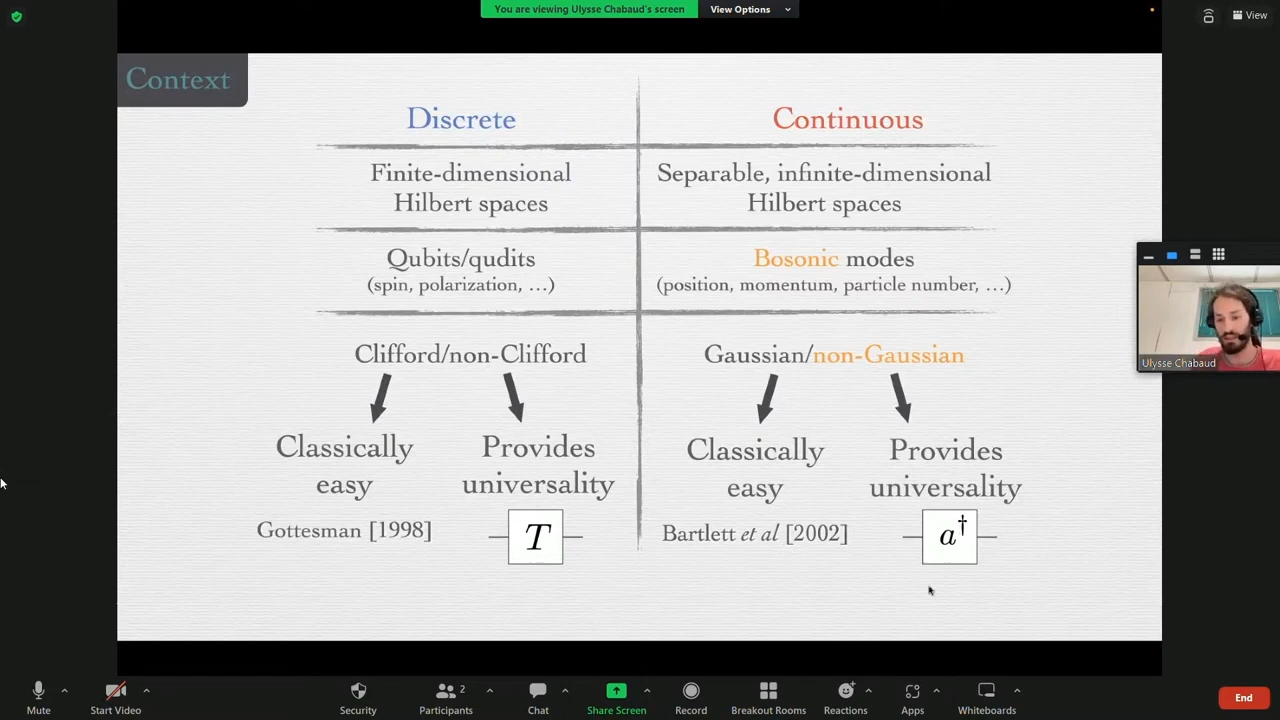 You are viewing Ulysse Chabaud's screen
View Options
View
Context
Discrete
Continuous
Finite-dimensional
Hilbert spaces
Separable, infinite-dimensional
Hilbert spaces
Qubits/qudits
(spin, polarization, …)
Bosonic modes
(position, momentum, particle number, …)
Ulysse Chabaud
Clifford/non-Clifford
Gaussian/non-Gaussian
Classically
easy
Provides
universality
Classically
easy
Provides
universality
Gottesman [1998]
T
Bartlett et al [2002]
a†
Mute
Start Video
Security
2
Participants
Chat
Share Screen
Record
Breakout Rooms
Reactions
Apps
Whiteboards
End